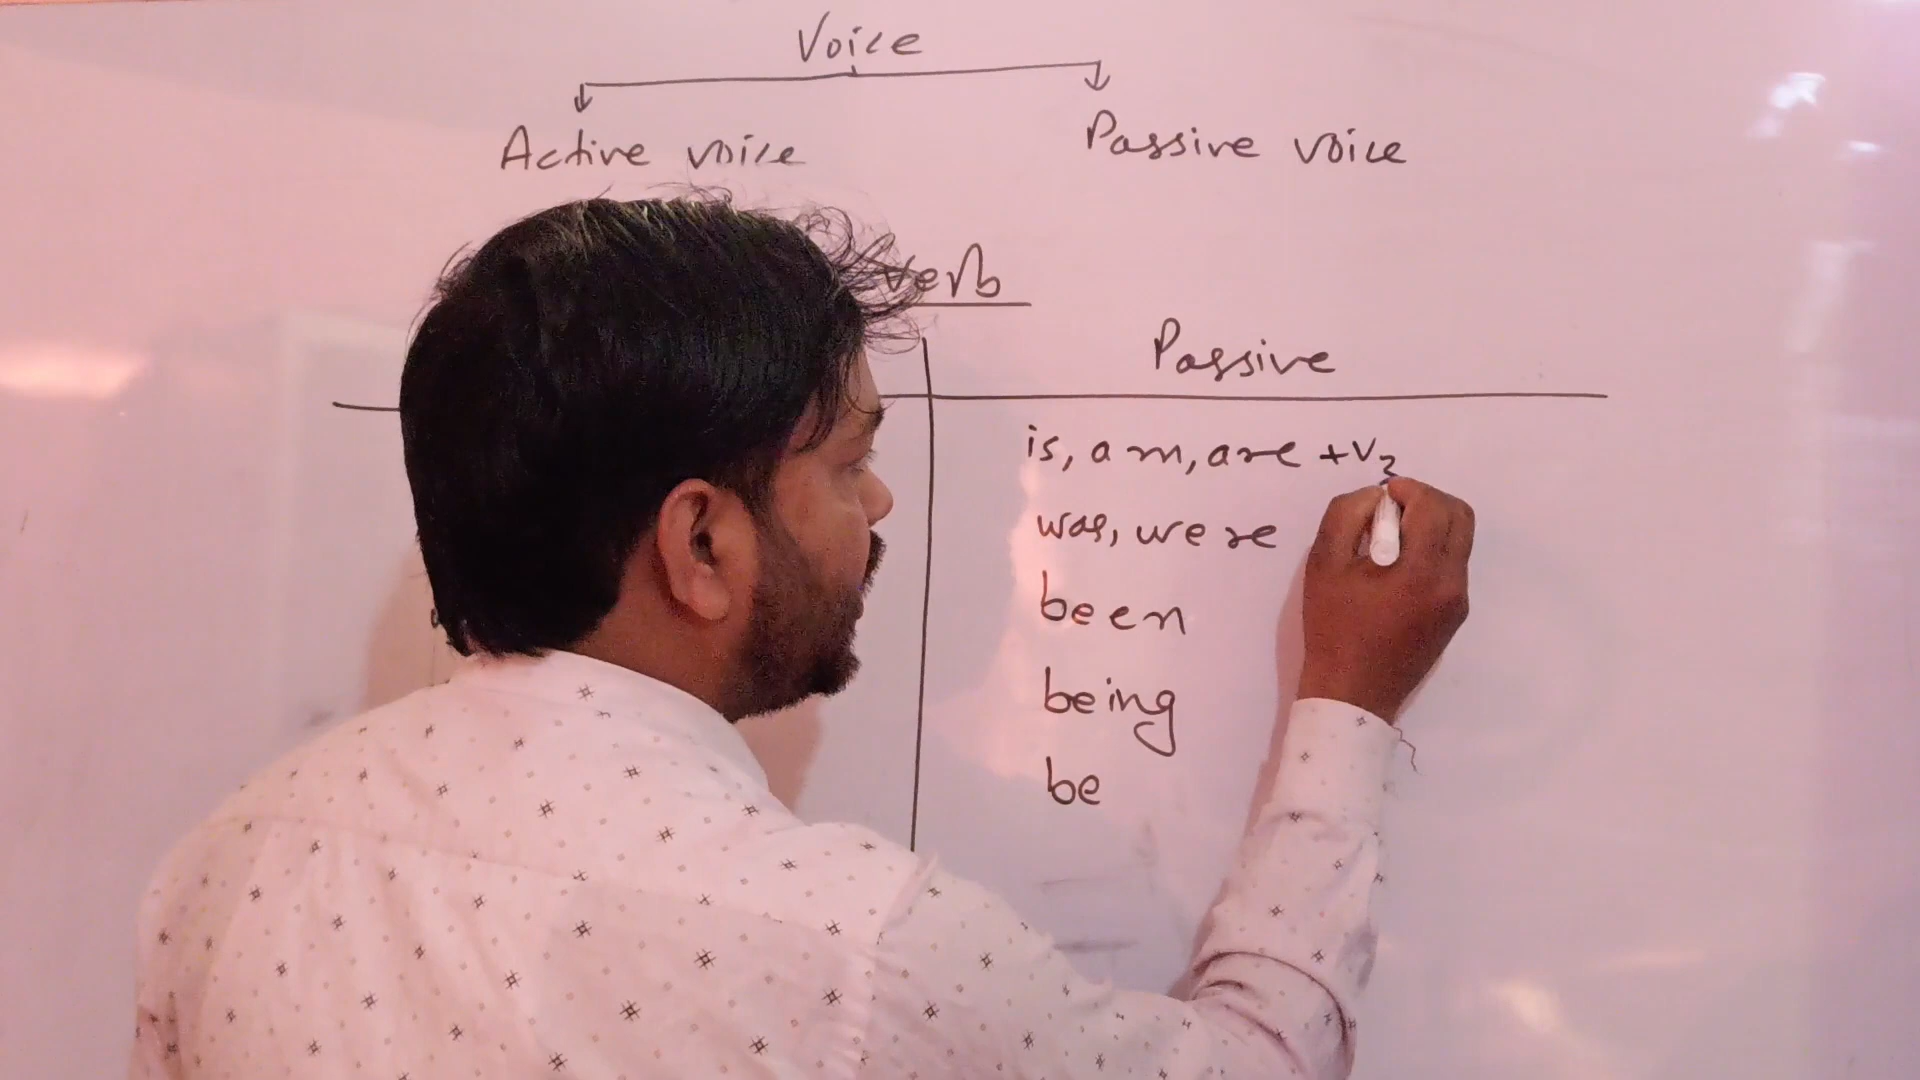 Voice
Active voice
Passive voice
verb
Passive
is, am, are +V3
was, were
been
being
be